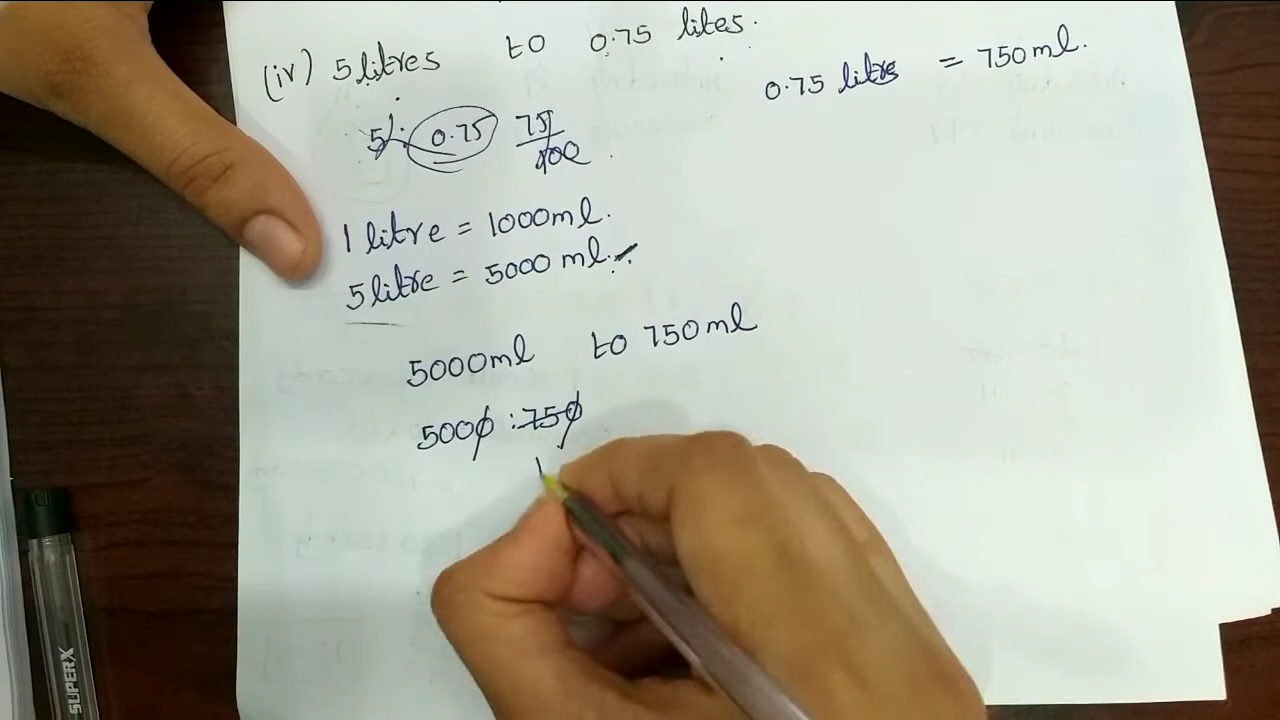 (iv) 5 litres to 0.75 lites.
0.75 litre = 750 ml.
5 : 0.75 75/100
1 litre = 1000 ml.
5 litre = 5000 ml.
5000 ml to 750 ml
5000 : 750
SUPERX